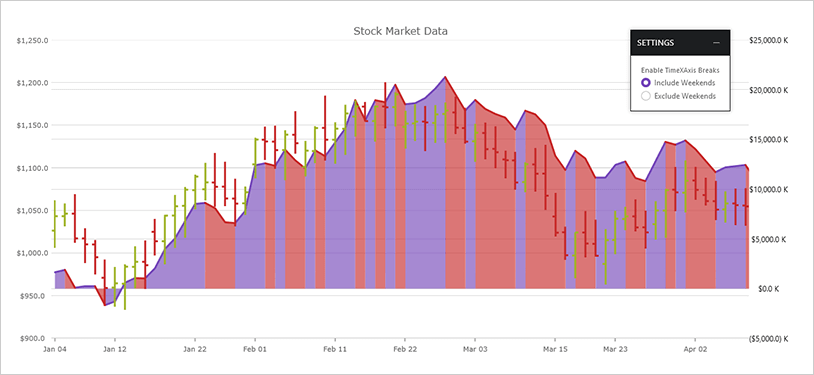 Stock Market Data
$1,250.0
$1,200.0
$1,150.0
$1,100.0
$1,050.0
$1,000.0
$950.0
$900.0
$25,000.0 K
$20,000.0 K
$15,000.0 K
$10,000.0 K
$5,000.0 K
$0.0 K
($5,000.0) K
SETTINGS
Enable TimeXAxis Breaks
Include Weekends
Exclude Weekends
Jan 04 Jan 12 Jan 22 Feb 01 Feb 11 Feb 22 Mar 03 Mar 15 Mar 23 Apr 02